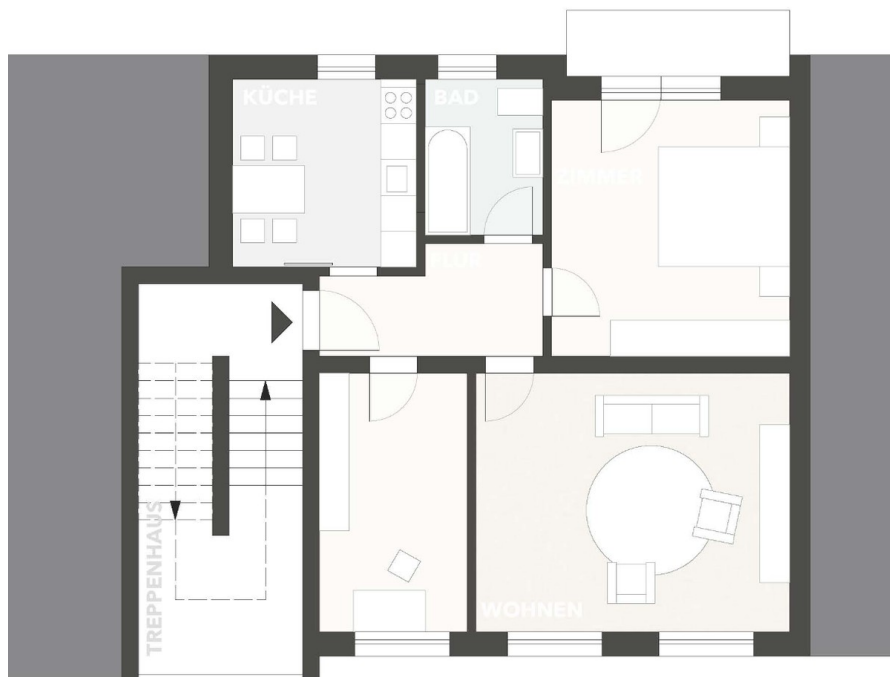 KÜCHE
BAD
ZIMMER
FLUR
TREPPENHAUS
WOHNEN